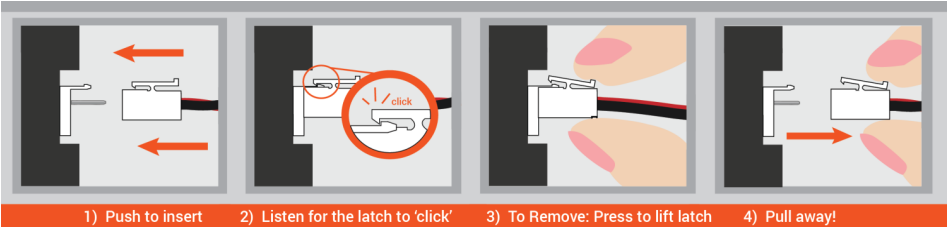 click
1) Push to insert
2) Listen for the latch to ‘click’
3) To Remove: Press to lift latch
4) Pull away!